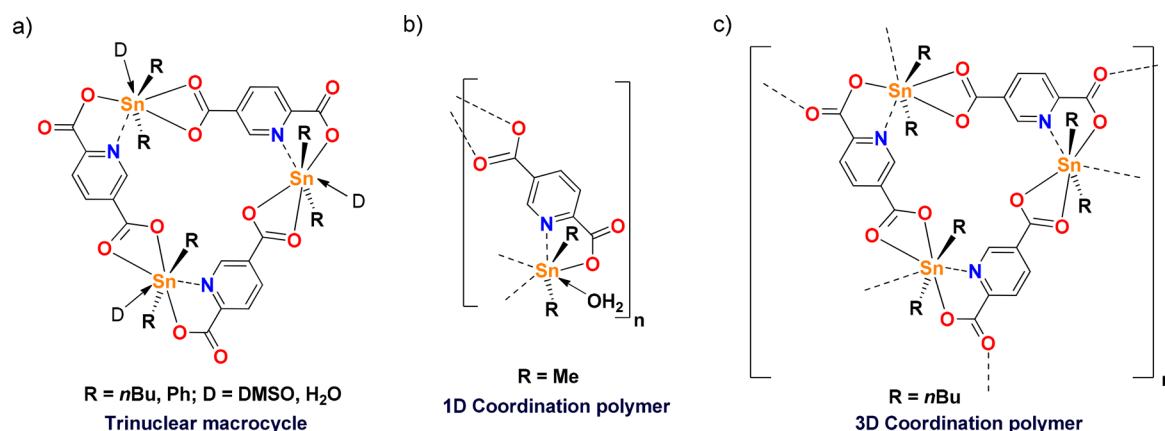 a)
D
R
O
O
O
O
Sn
O
O
R
N
N
R
O
Sn
D
R
O
O
O
O
R
Sn
N
D
R
O
O
R = nBu, Ph; D = DMSO, H2O
Trinuclear macrocycle
b)
O
O
N
R
O
Sn
O
R
OH2
n
R = Me
1D Coordination polymer
c)
R
O
O
O
O
Sn
O
O
R
O
N
N
R
O
Sn
R
O
O
O
O
R
Sn
N
R
O
O
n
R = nBu
3D Coordination polymer